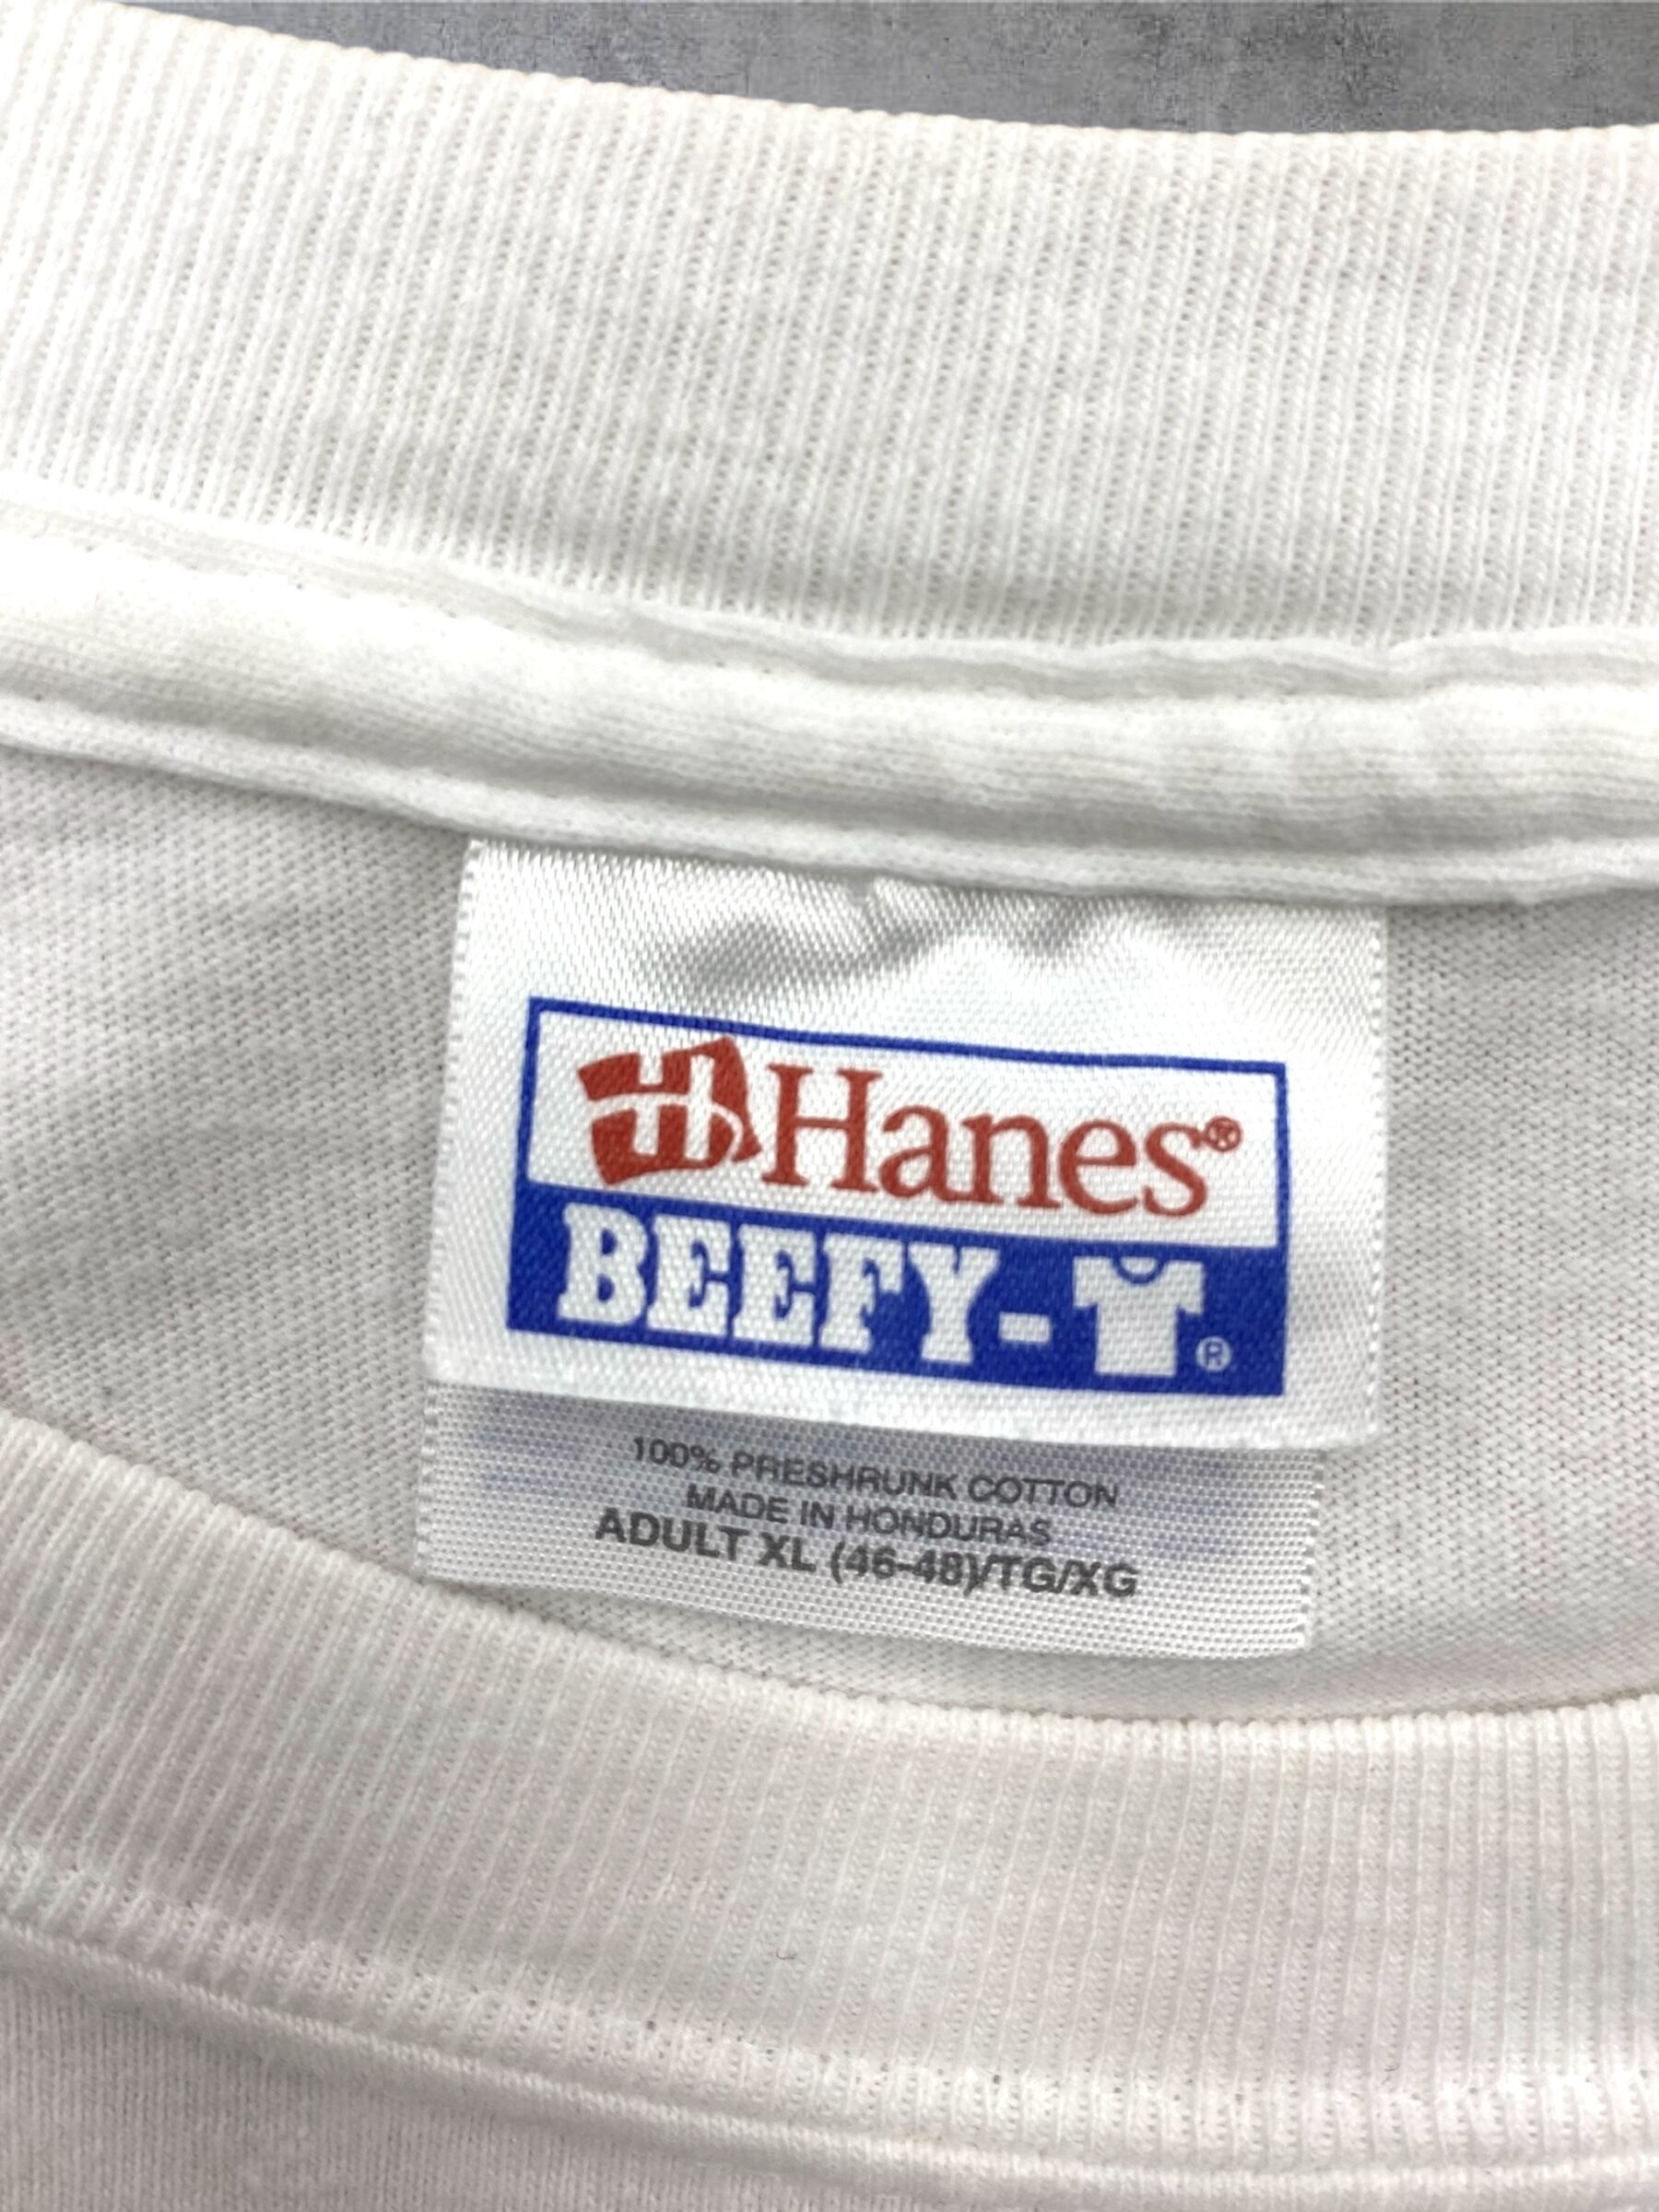 H Hanes®
BEEFY-T®
100% PRESHRUNK COTTON
MADE IN HONDURAS
ADULT XL (46-48)/TG/XG